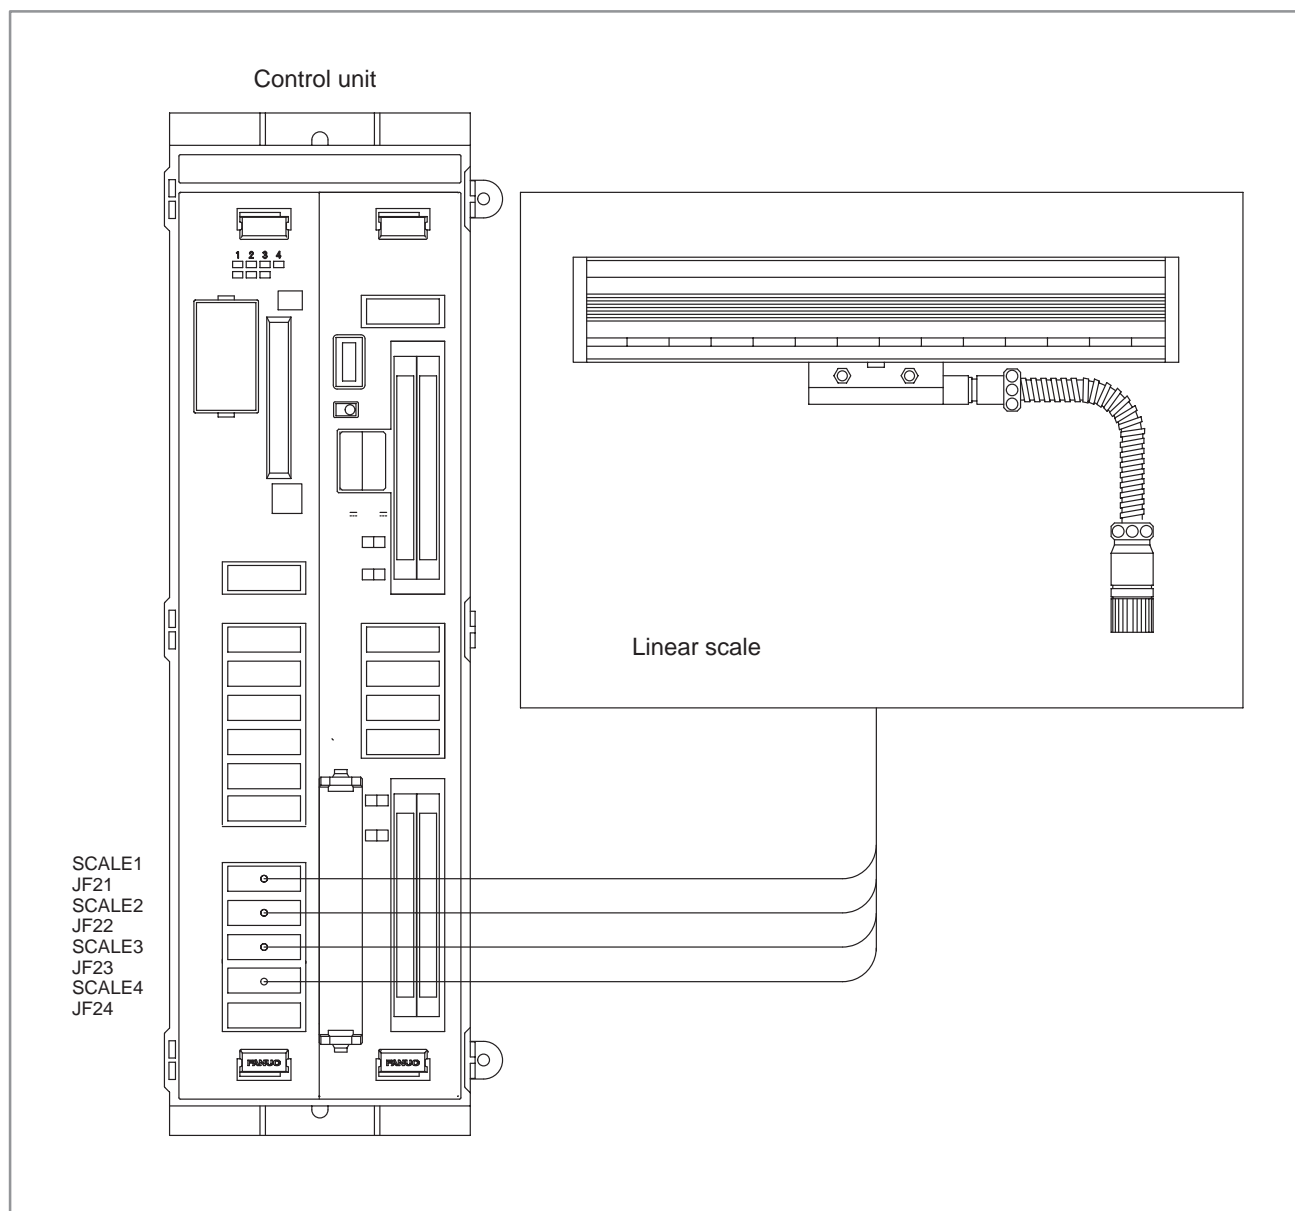 Control unit
1 2 3 4
Linear scale
SCALE1
JF21
SCALE2
JF22
SCALE3
JF23
SCALE4
JF24
FANUC FANUC